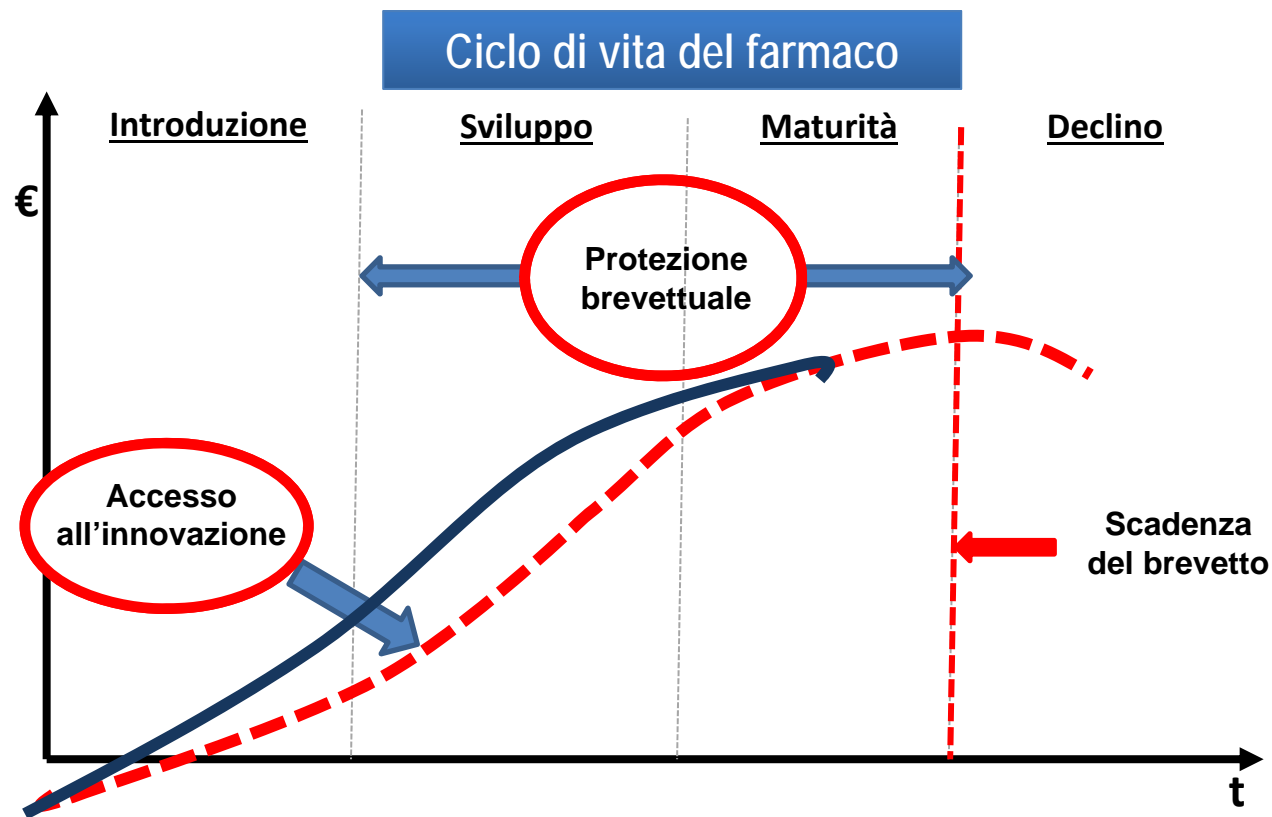 Ciclo di vita del farmaco
Introduzione
Sviluppo
Maturità
Declino
€
Protezione
brevettuale
Accesso
all’innovazione
Scadenza
del brevetto
t